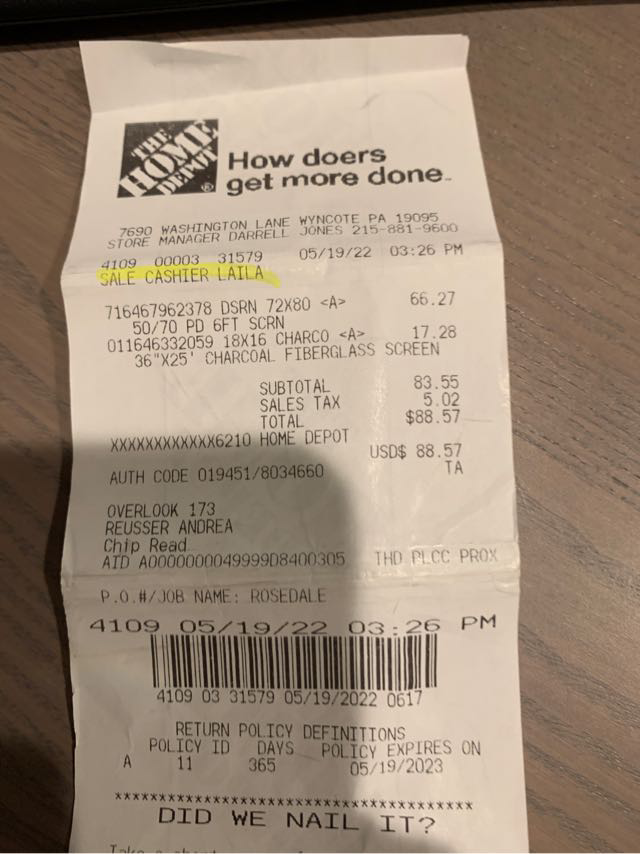 THE
HOME
DEPOT
®
How doers
get more done™
7690 WASHINGTON LANE WYNCOTE PA 19095
STORE MANAGER DARRELL JONES 215-881-9600
4109 00003 31579 05/19/22 03:26 PM
SALE CASHIER LAILA
716467962378 DSRN 72X80 <A> 66.27
50/70 PD 6FT SCRN
011646332059 18X16 CHARCO <A> 17.28
36"X25' CHARCOAL FIBERGLASS SCREEN
SUBTOTAL 83.55
SALES TAX 5.02
TOTAL $88.57
XXXXXXXXXXXX6210 HOME DEPOT
USD$ 88.57
AUTH CODE 019451/8034660 TA
OVERLOOK 173
REUSSER ANDREA
Chip Read
AID A0000000049999D8400305 THD PLCC PROX
P.O.#/JOB NAME: ROSEDALE
4109 05/19/22 03:26 PM
4109 03 31579 05/19/2022 0617
RETURN POLICY DEFINITIONS
POLICY ID DAYS POLICY EXPIRES ON
A 11 365 05/19/2023
****************************************
DID WE NAIL IT?